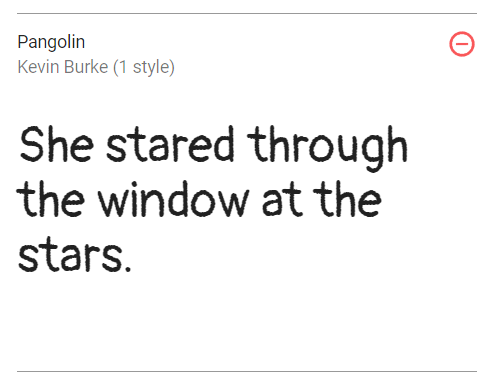 Pangolin
Kevin Burke (1 style)
She stared through
the window at the
stars.